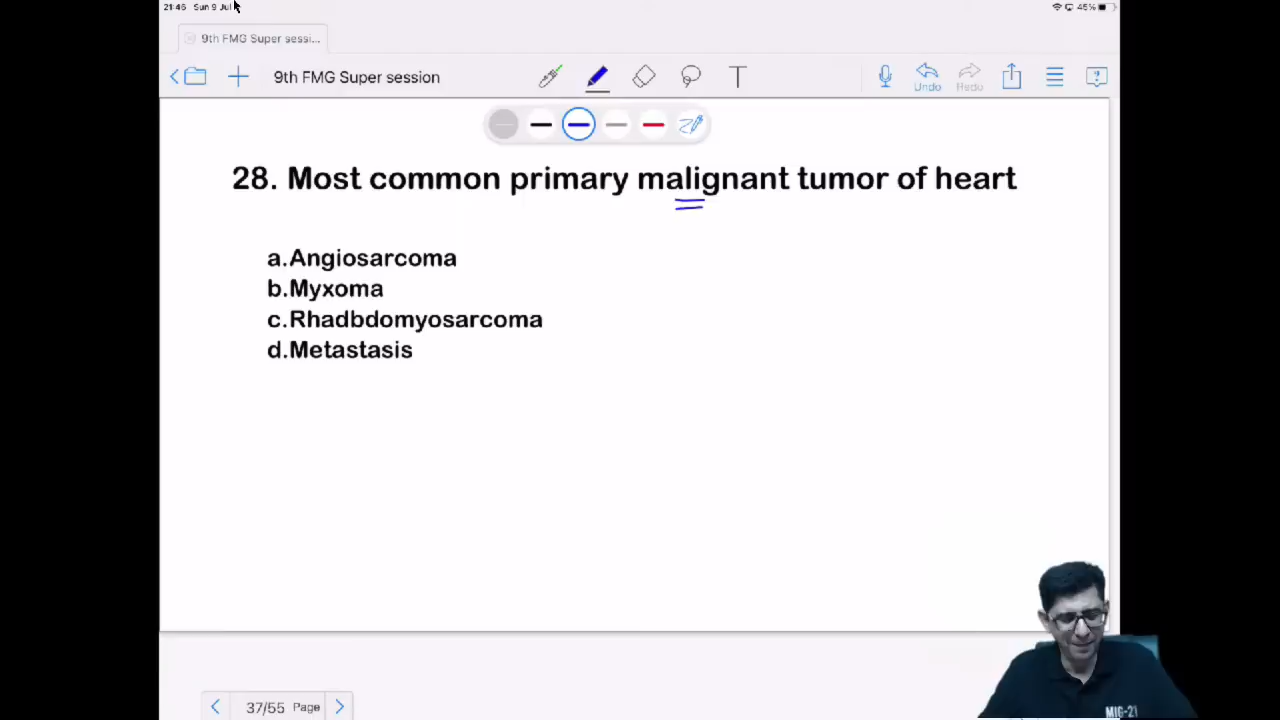 21:46 Sun 9 Jul
45%
9th FMG Super sessi...
9th FMG Super session
T
Undo
Redo
28. Most common primary malignant tumor of heart
a.Angiosarcoma
b.Myxoma
c.Rhadbdomyosarcoma
d.Metastasis
37/55 Page
MIG-21